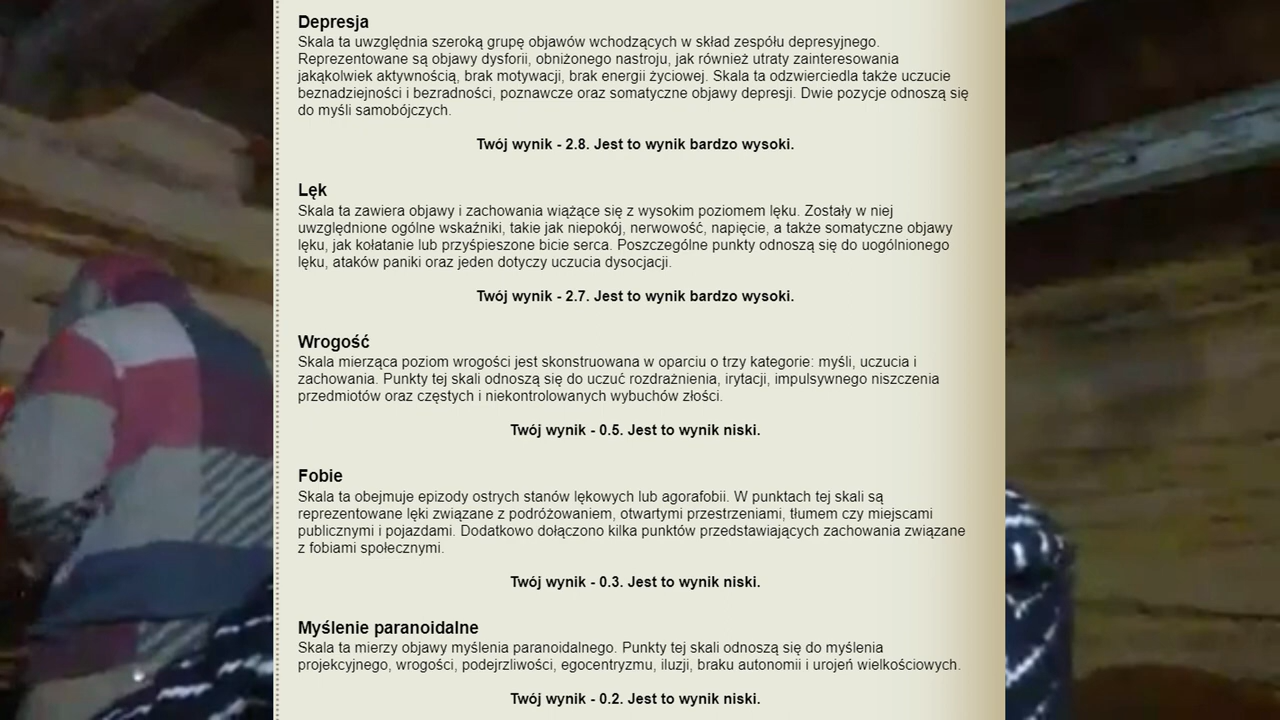 Depresja
Skala ta uwzględnia szeroką grupę objawów wchodzących w skład zespółu depresyjnego.
Reprezentowane są objawy dysforii, obniżonego nastroju, jak również utraty zainteresowania
jakąkolwiek aktywnością, brak motywacji, brak energii życiowej. Skala ta odzwierciedla także uczucie
beznadziejności i bezradności, poznawcze oraz somatyczne objawy depresji. Dwie pozycje odnoszą się
do myśli samobójczych.
Twój wynik - 2.8. Jest to wynik bardzo wysoki.
Lęk
Skala ta zawiera objawy i zachowania wiążące się z wysokim poziomem lęku. Zostały w niej
uwzględnione ogólne wskaźniki, takie jak niepokój, nerwowość, napięcie, a także somatyczne objawy
lęku, jak kołatanie lub przyśpieszone bicie serca. Poszczególne punkty odnoszą się do uogólnionego
lęku, ataków paniki oraz jeden dotyczy uczucia dysocjacji.
Twój wynik - 2.7. Jest to wynik bardzo wysoki.
Wrogość
Skala mierząca poziom wrogości jest skonstruowana w oparciu o trzy kategorie: myśli, uczucia i
zachowania. Punkty tej skali odnoszą się do uczuć rozdrażnienia, irytacji, impulsywnego niszczenia
przedmiotów oraz częstych i niekontrolowanych wybuchów złości.
Twój wynik - 0.5. Jest to wynik niski.
Fobie
Skala ta obejmuje epizody ostrych stanów lękowych lub agorafobii. W punktach tej skali są
reprezentowane lęki związane z podróżowaniem, otwartymi przestrzeniami, tłumem czy miejscami
publicznymi i pojazdami. Dodatkowo dołączono kilka punktów przedstawiających zachowania związane
z fobiami społecznymi.
Twój wynik - 0.3. Jest to wynik niski.
Myślenie paranoidalne
Skala ta mierzy objawy myślenia paranoidalnego. Punkty tej skali odnoszą się do myślenia
projekcyjnego, wrogości, podejrzliwości, egocentryzmu, iluzji, braku autonomii i urojeń wielkościowych.
Twój wynik - 0.2. Jest to wynik niski.